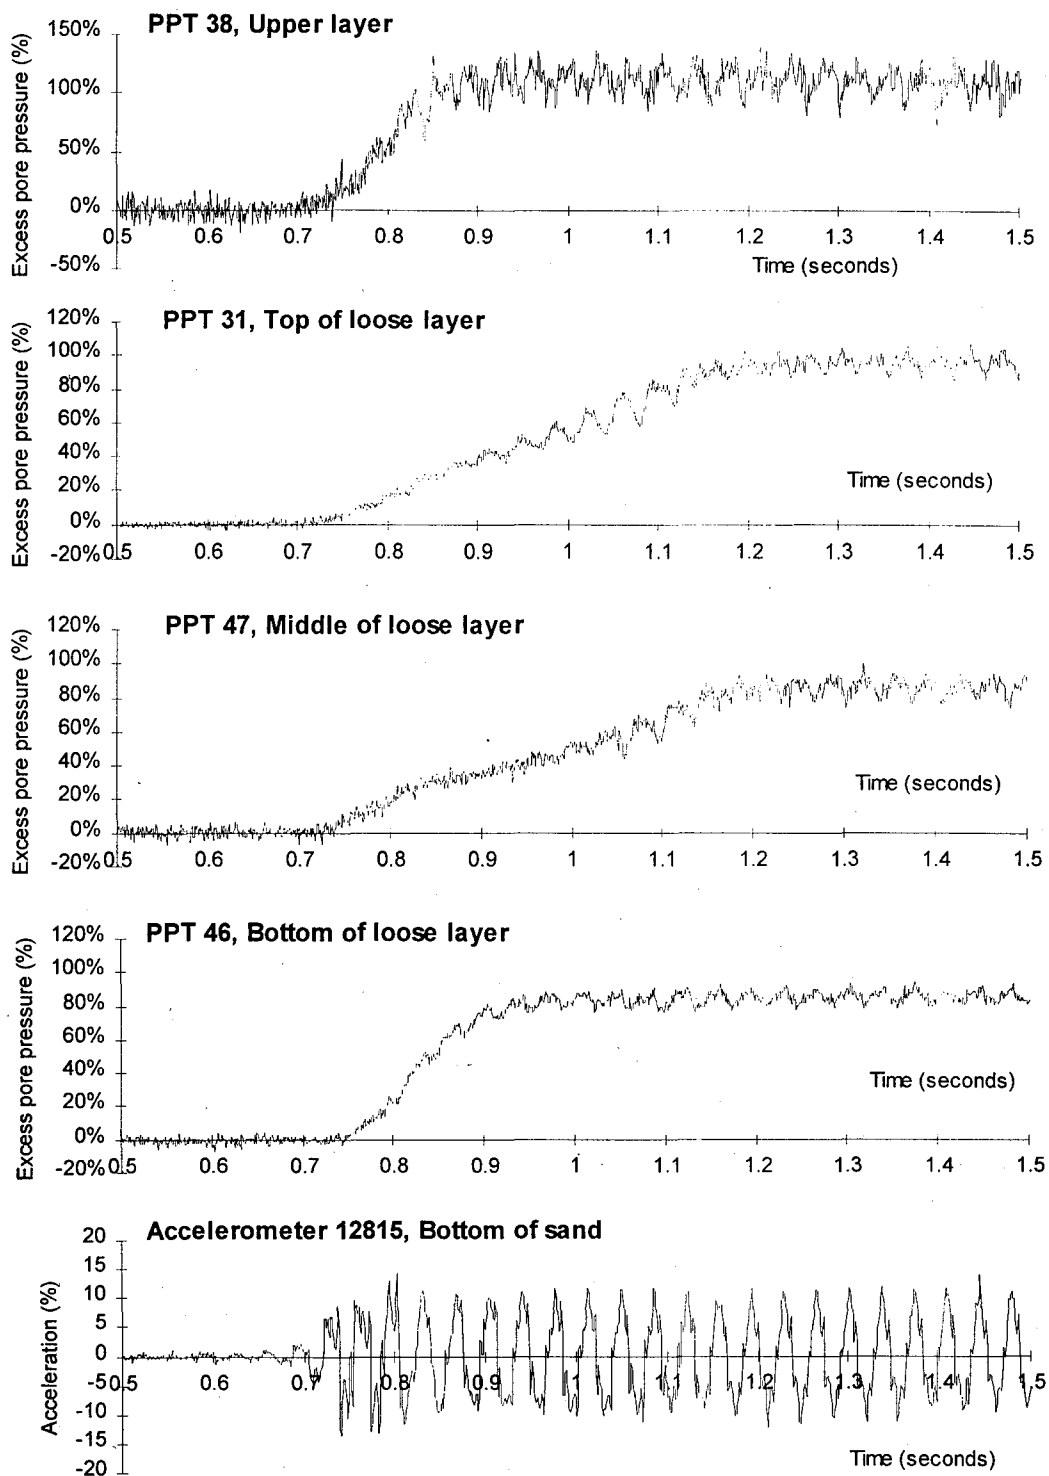 PPT 38, Upper layer
Excess pore pressure (%)
150%
100%
50%
0%
-50%
0.5 0.6 0.7 0.8 0.9 1 1.1 1.2 1.3 1.4 1.5
Time (seconds)
PPT 31, Top of loose layer
Excess pore pressure (%)
120%
100%
80%
60%
40%
20%
0%
-20%
0.5 0.6 0.7 0.8 0.9 1 1.1 1.2 1.3 1.4 1.5
Time (seconds)
PPT 47, Middle of loose layer
Excess pore pressure (%)
120%
100%
80%
60%
40%
20%
0%
-20%
0.5 0.6 0.7 0.8 0.9 1 1.1 1.2 1.3 1.4 1.5
Time (seconds)
PPT 46, Bottom of loose layer
Excess pore pressure (%)
120%
100%
80%
60%
40%
20%
0%
-20%
0.5 0.6 0.7 0.8 0.9 1 1.1 1.2 1.3 1.4 1.5
Time (seconds)
Accelerometer 12815, Bottom of sand
Acceleration (%)
20
15
10
5
0
-5
-10
-15
-20
0.5 0.6 0.7 0.8 0.9 1 1.1 1.2 1.3 1.4 1.5
Time (seconds)